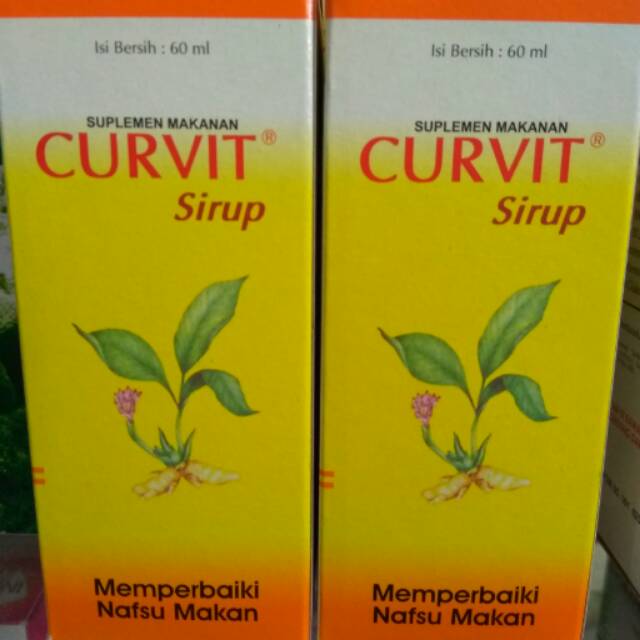 Isi Bersih : 60 ml
SUPLEMEN MAKANAN
CURVIT®
Sirup
Memperbaiki
Nafsu Makan
Isi Bersih : 60 ml
SUPLEMEN MAKANAN
CURVIT®
Sirup
Memperbaiki
Nafsu Makan